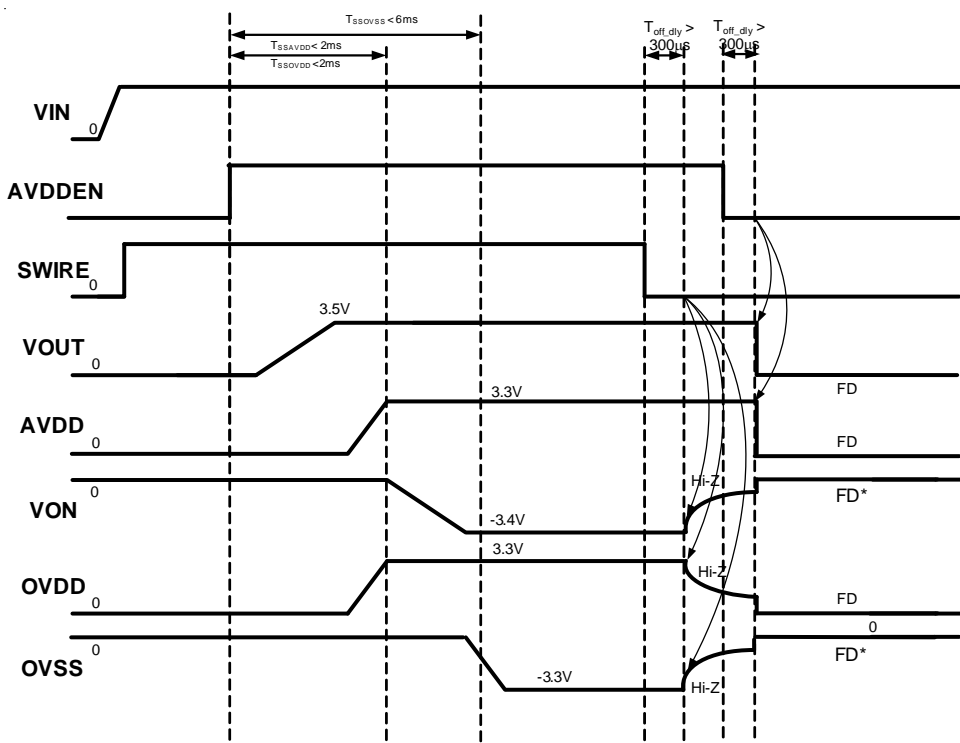 TSSOVSS<6ms
TSSAVDD<2ms
TSSOVDD<2ms
Toff_dly >
300µs
Toff_dly >
300µs
VIN
0
AVDDEN
SWIRE
0
3.5V
VOUT
0
FD
3.3V
AVDD
0
FD
VON
0
Hi-Z
FD*
-3.4V
3.3V
OVDD
0
Hi-Z
FD
0
OVSS
0
-3.3V
Hi-Z
FD*